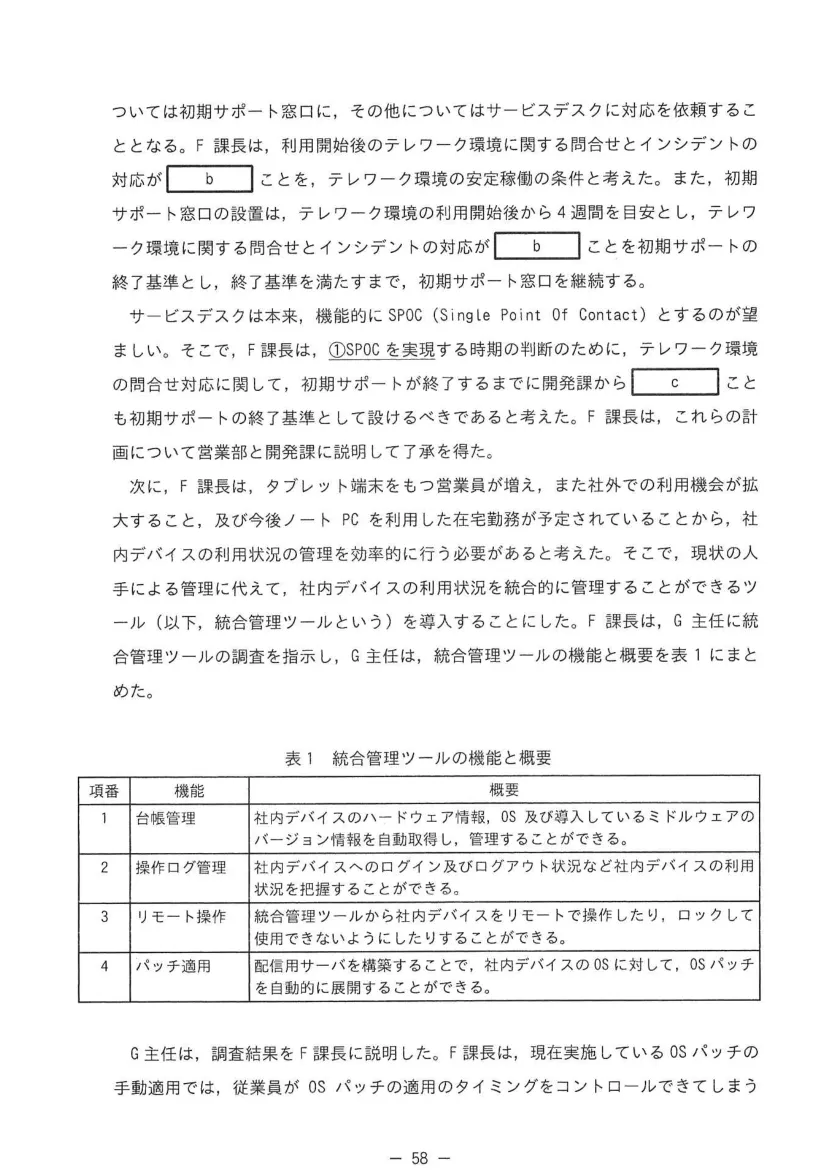 ついては初期サポート窓口に，その他についてはサービスデスクに対応を依頼するこ
ととなる。F 課長は，利用開始後のテレワーク環境に関する問合せとインシデントの
対応が b ことを，テレワーク環境の安定稼働の条件と考えた。また，初期
サポート窓口の設置は，テレワーク環境の利用開始後から 4 週間を目安とし，テレワ
ーク環境に関する問合せとインシデントの対応が b ことを初期サポートの
終了基準とし，終了基準を満たすまで，初期サポート窓口を継続する。
サービスデスクは本来，機能的に SPOC（Single Point Of Contact）とするのが望
ましい。そこで，F 課長は，①SPOC を実現する時期の判断のために，テレワーク環境
の問合せ対応に関して，初期サポートが終了するまでに開発課から c こと
も初期サポートの終了基準として設けるべきであると考えた。F 課長は，これらの計
画について営業部と開発課に説明して了承を得た。
次に，F 課長は，タブレット端末をもつ営業員が増え，また社外での利用機会が拡
大すること，及び今後ノート PC を利用した在宅勤務が予定されていることから，社
内デバイスの利用状況の管理を効率的に行う必要があると考えた。そこで，現状の人
手による管理に代えて，社内デバイスの利用状況を統合的に管理することができるツ
ール（以下，統合管理ツールという）を導入することにした。F 課長は，G 主任に統
合管理ツールの調査を指示し，G 主任は，統合管理ツールの機能と概要を表 1 にまと
めた。
表 1 統合管理ツールの機能と概要
項番 機能 概要
1 台帳管理 社内デバイスのハードウェア情報，OS 及び導入しているミドルウェアの
バージョン情報を自動取得し，管理することができる。
2 操作ログ管理 社内デバイスへのログイン及びログアウト状況など社内デバイスの利用
状況を把握することができる。
3 リモート操作 統合管理ツールから社内デバイスをリモートで操作したり，ロックして
使用できないようにしたりすることができる。
4 パッチ適用 配信用サーバを構築することで，社内デバイスの OS に対して，OS パッチ
を自動的に展開することができる。
G 主任は，調査結果を F 課長に説明した。F 課長は，現在実施している OS パッチの
手動適用では，従業員が OS パッチの適用のタイミングをコントロールできてしまう
― 58 ―